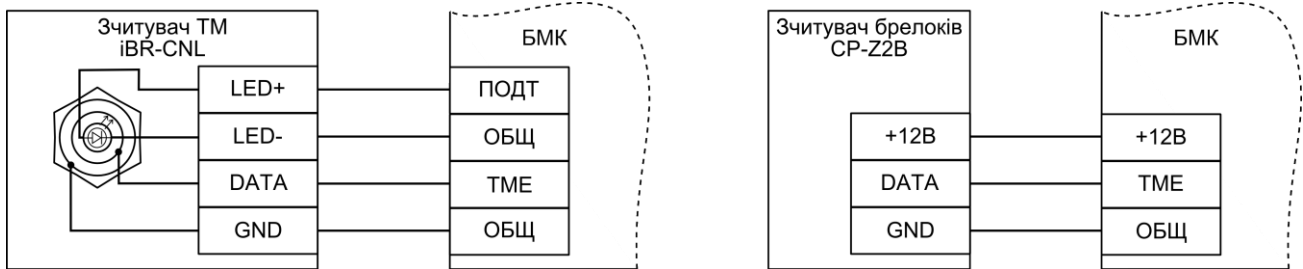 Зчитувач ТМ
iBR-CNL
БМК
LED+
ПОДТ
LED-
ОБЩ
DATA
TME
GND
ОБЩ
Зчитувач брелоків
CP-Z2B
БМК
+12В
+12В
DATA
TME
GND
ОБЩ